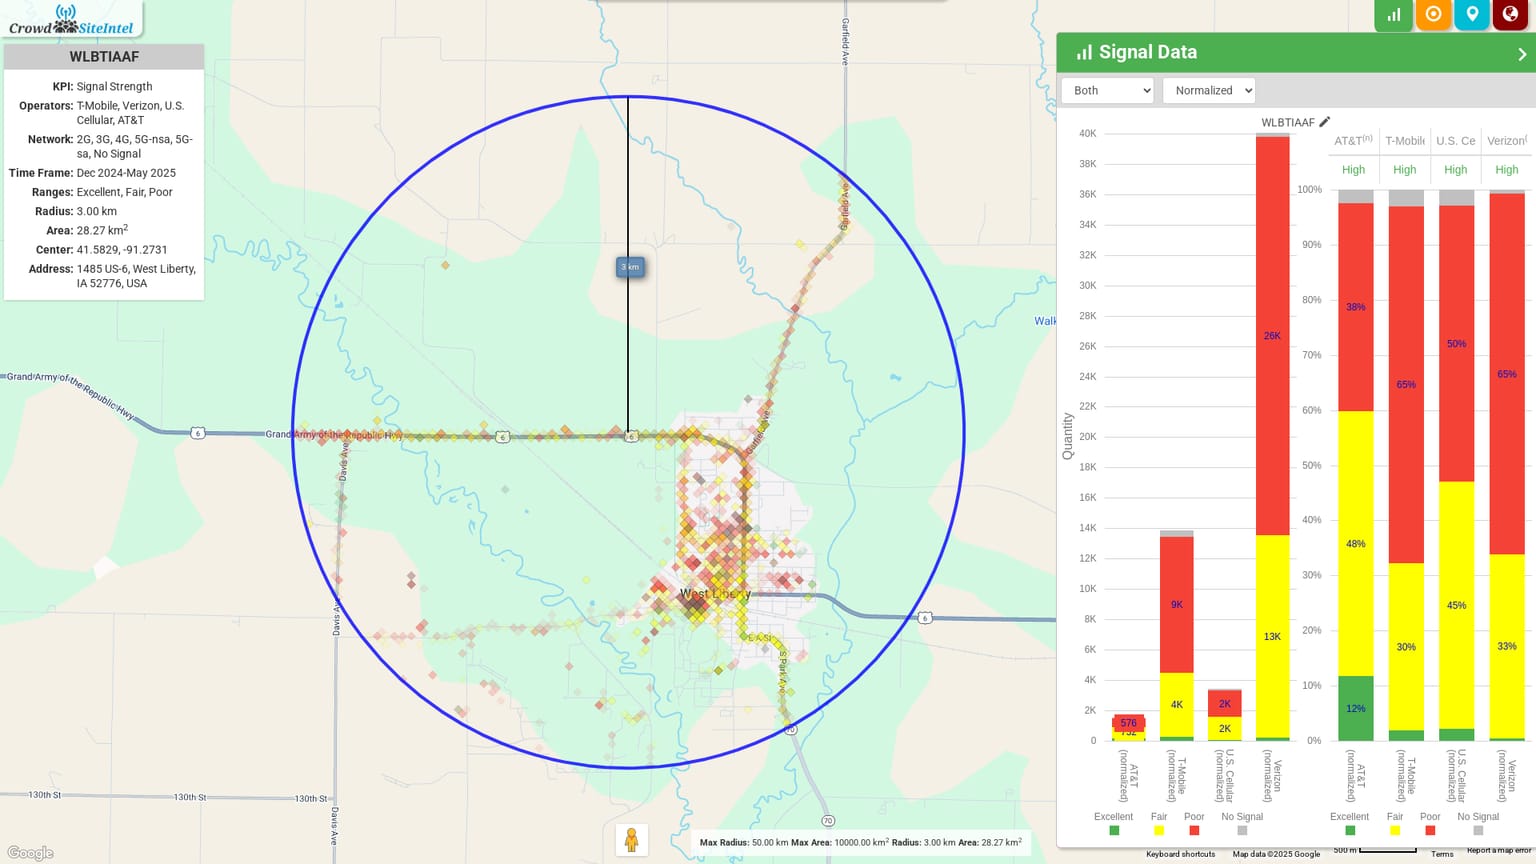 Crowd SiteIntel
WLBTIAAF
KPI: Signal Strength
Operators: T-Mobile, Verizon, U.S. Cellular, AT&T
Network: 2G, 3G, 4G, 5G-nsa, 5G-sa, No Signal
Time Frame: Dec 2024-May 2025
Ranges: Excellent, Fair, Poor
Radius: 3.00 km
Area: 28.27 km2
Center: 41.5829, -91.2731
Address: 1485 US-6, West Liberty, IA 52776, USA
Garfield Ave
Garfield Ave
3 km
Walk
Grand Army of the Republic Hwy
6
Grand Army of the Republic Hwy
6
6
Garfield Ave
Davis Ave
West Liberty
6
Davis Ave
E A St
70
130th St
130th St
130th St
Davis Ave
70
Google
Max Radius: 50.00 km Max Area: 10000.00 km2 Radius: 3.00 km Area: 28.27 km2
Keyboard shortcuts
Map data ©2025 Google
500 m
Terms
Report a map error
Signal Data
Both
Normalized
WLBTIAAF
Quantity
40K
38K
36K
34K
32K
30K
28K
26K
24K
22K
20K
18K
16K
14K
12K
10K
8K
6K
4K
2K
0
576
752
9K
4K
2K
2K
26K
13K
AT&T (normalized)
T-Mobile (normalized)
U.S. Cellular (normalized)
Verizon (normalized)
Excellent
Fair
Poor
No Signal
AT&T(n)
T-Mobile
U.S. Ce
Verizon(
High
High
High
High
100%
90%
80%
70%
60%
50%
40%
30%
20%
10%
0%
38%
48%
12%
65%
30%
50%
45%
65%
33%
AT&T (normalized)
T-Mobile (normalized)
U.S. Cellular (normalized)
Verizon (normalized)
Excellent
Fair
Poor
No Signal